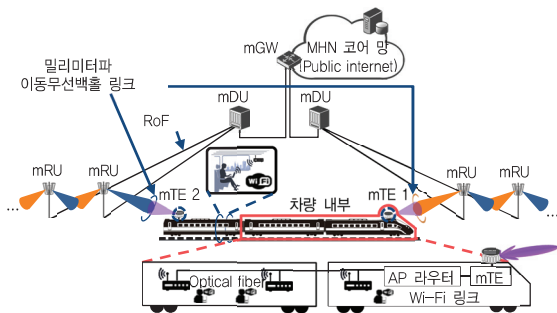 mGW
MHN 코어 망
(Public internet)
밀리미터파
이동무선백홀 링크
mDU
mDU
RoF
mRU
mRU
mTE 2
WiFi
차량 내부
mTE 1
mRU
mRU
...
...
Optical fiber
AP 라우터
mTE
Wi-Fi 링크